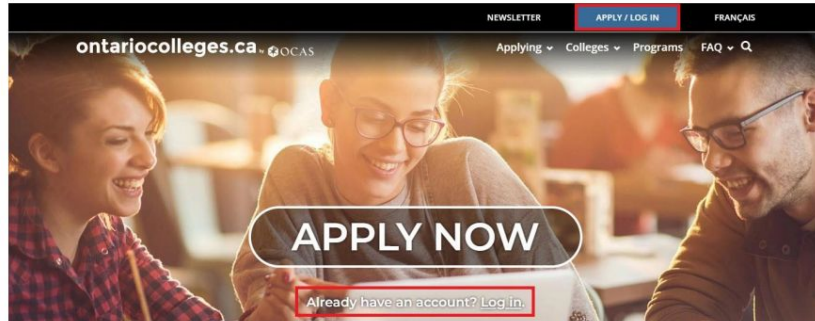 NEWSLETTER APPLY / LOG IN FRANÇAIS
ontariocolleges.ca OCAS Applying Colleges Programs FAQ
APPLY NOW
Already have an account? Log in.